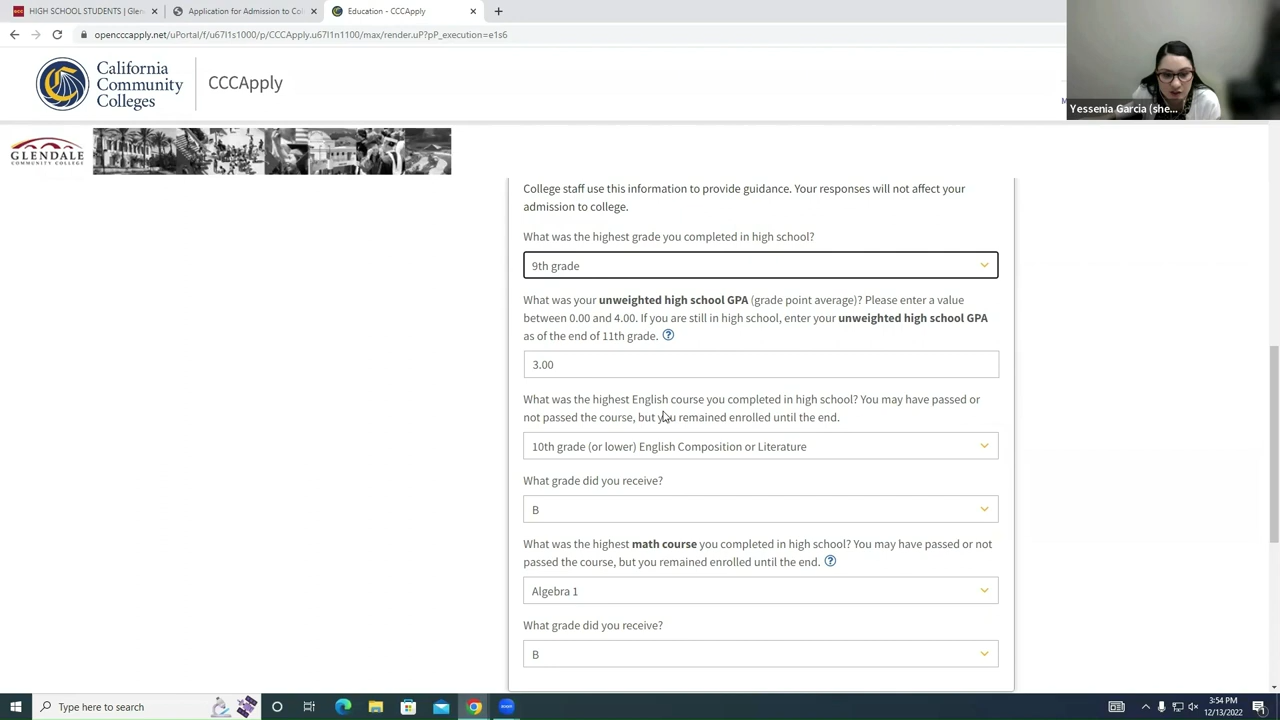 HIGH SCHOOL STUDENTS | Glen
Application for Admission to Col
Education - CCCApply
opencccapply.net/uPortal/f/u67l1s1000/p/CCCApply.u67l1n1100/max/render.uP?pP_execution=e1s6
California
Community
Colleges
CCCApply
M
Yessenia Garcia (she...
GLENDALE
COMMUNITY COLLEGE
College staff use this information to provide guidance. Your responses will not affect your
admission to college.
What was the highest grade you completed in high school?
9th grade
What was your unweighted high school GPA (grade point average)? Please enter a value
between 0.00 and 4.00. If you are still in high school, enter your unweighted high school GPA
as of the end of 11th grade. ?
3.00
What was the highest English course you completed in high school? You may have passed or
not passed the course, but you remained enrolled until the end.
10th grade (or lower) English Composition or Literature
What grade did you receive?
B
What was the highest math course you completed in high school? You may have passed or not
passed the course, but you remained enrolled until the end. ?
Algebra 1
What grade did you receive?
B
Type here to search
zoom
3:54 PM
12/13/2022
1